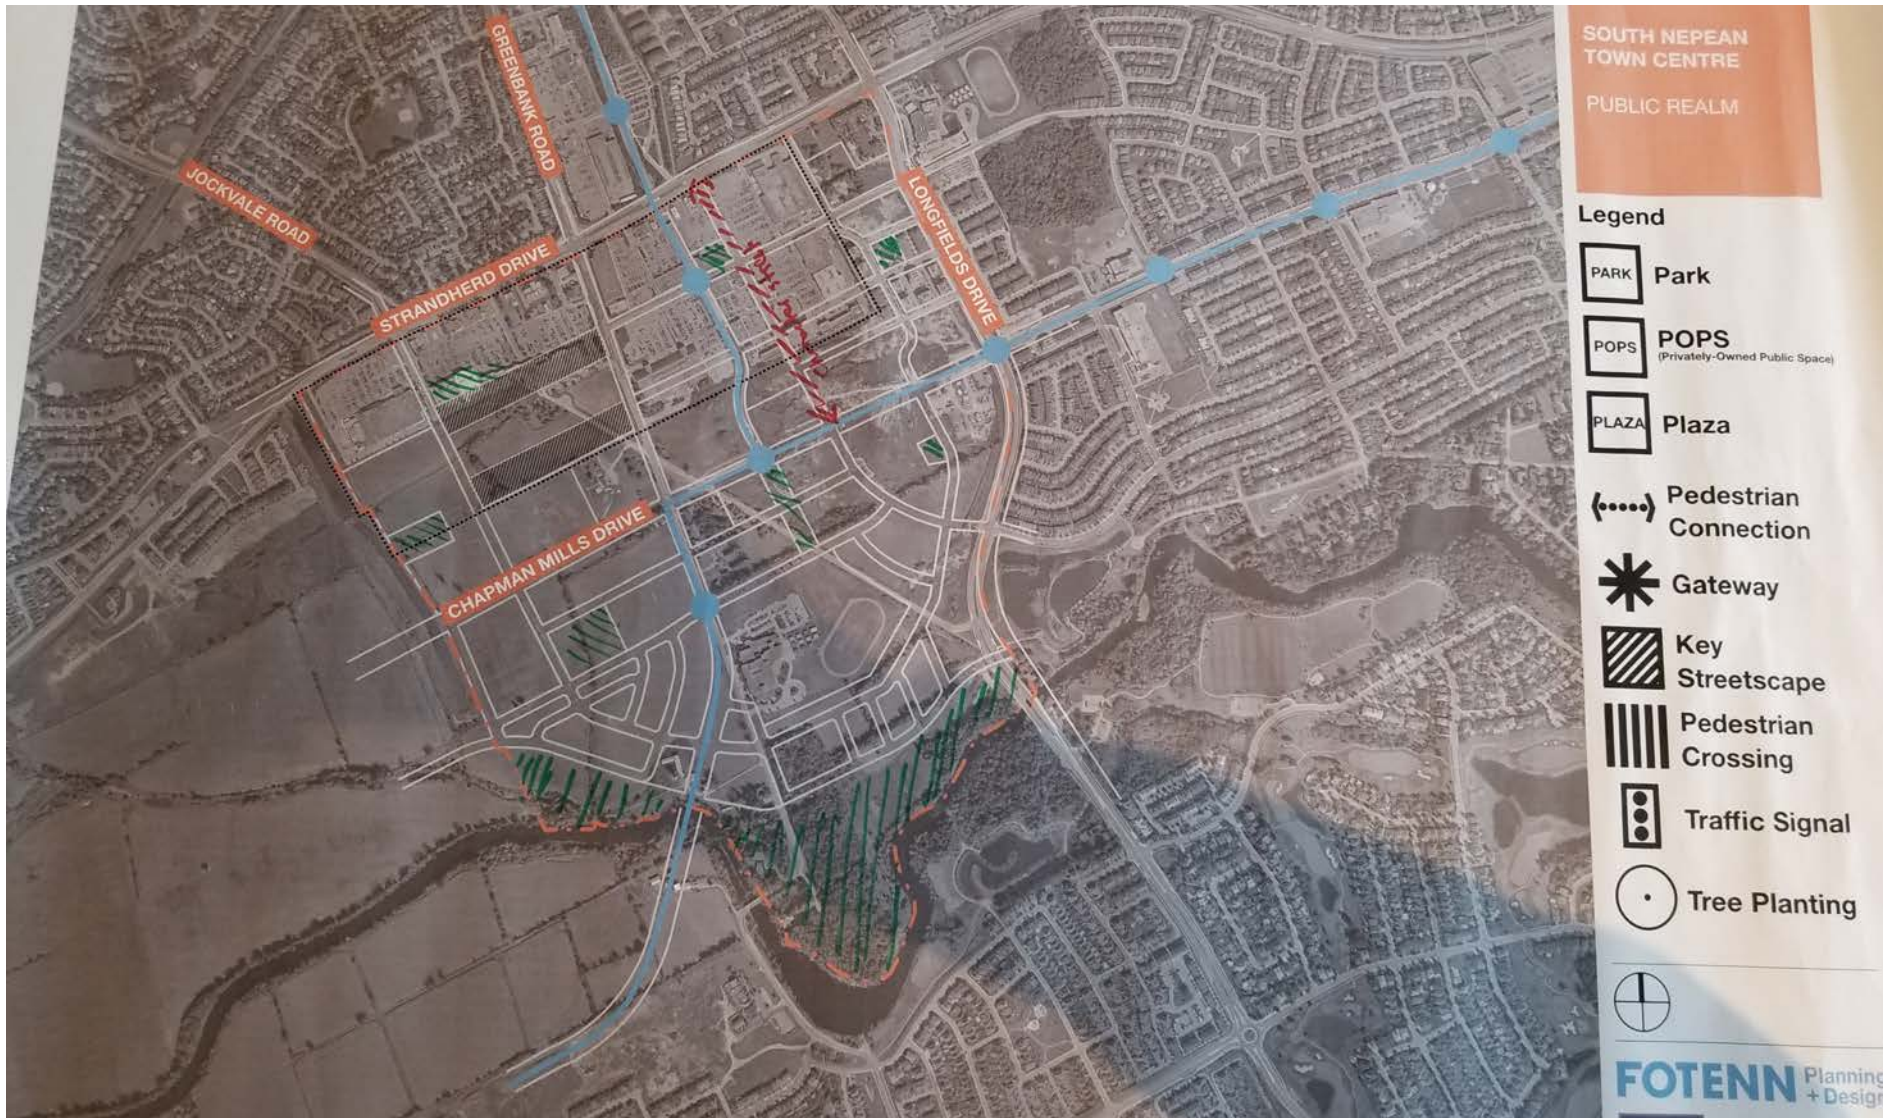 SOUTH NEPEAN
TOWN CENTRE
PUBLIC REALM
GREENBANK ROAD
JOCKVALE ROAD
STRANDHERD DRIVE
LONGFIELDS DRIVE
CHAPMAN MILLS DRIVE
Legend
PARK Park
POPS POPS
(Privately-Owned Public Space)
PLAZA Plaza
Pedestrian
Connection
Gateway
Key
Streetscape
Pedestrian
Crossing
Traffic Signal
Tree Planting
FOTENN Planning
+ Design